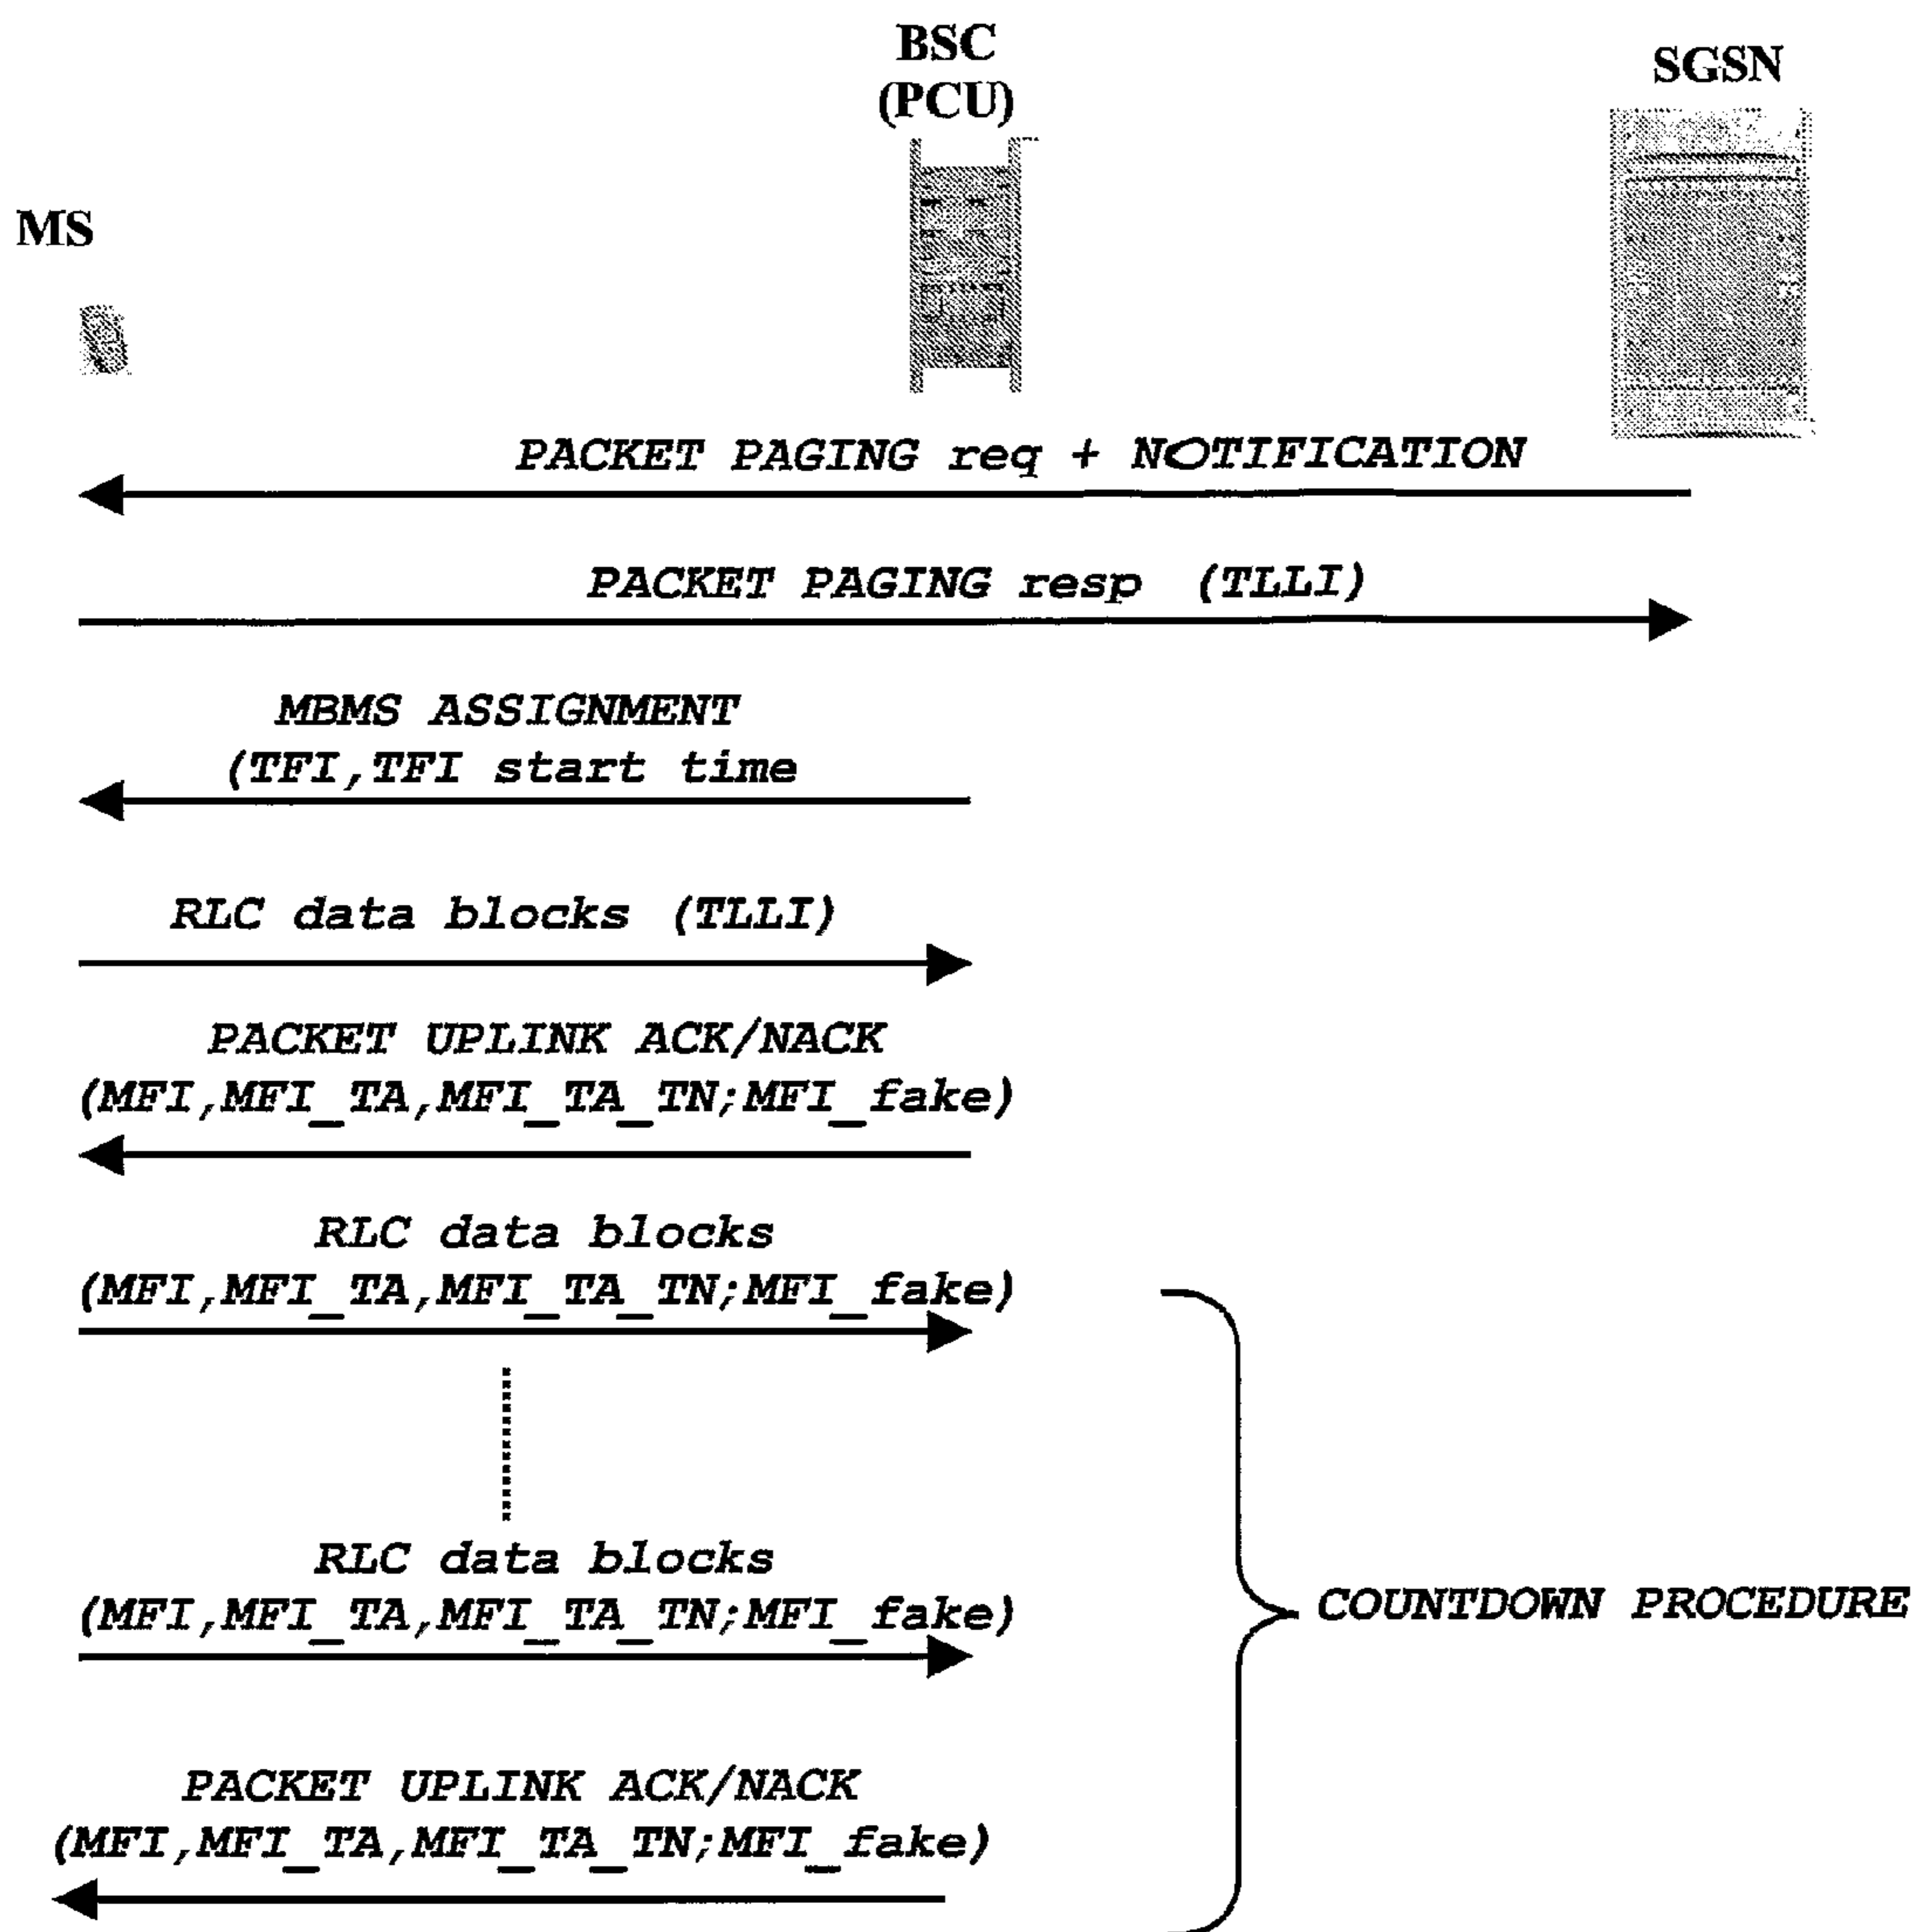 BSC
(PCU)
SGSN
MS
PACKET PAGING req + NOTIFICATION
PACKET PAGING resp (TLLI)
MBMS ASSIGNMENT
(TFI,TFI start time
RLC data blocks (TLLI)
PACKET UPLINK ACK/NACK
(MFI,MFI_TA,MFI_TA_TN;MFI_fake)
RLC data blocks
(MFI,MFI_TA,MFI_TA_TN;MFI_fake)
RLC data blocks
(MFI,MFI_TA,MFI_TA_TN;MFI_fake)
COUNTDOWN PROCEDURE
PACKET UPLINK ACK/NACK
(MFI,MFI_TA,MFI_TA_TN;MFI_fake)